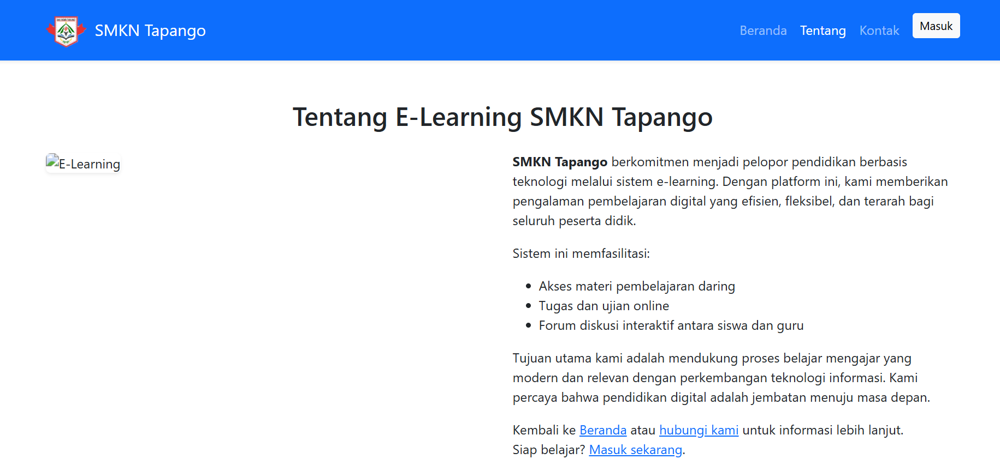 SMKN Tapango
Beranda
Tentang
Kontak
Masuk
Tentang E-Learning SMKN Tapango
E-Learning
SMKN Tapango berkomitmen menjadi pelopor pendidikan berbasis
teknologi melalui sistem e-learning. Dengan platform ini, kami memberikan
pengalaman pembelajaran digital yang efisien, fleksibel, dan terarah bagi
seluruh peserta didik.
Sistem ini memfasilitasi:
Akses materi pembelajaran daring
Tugas dan ujian online
Forum diskusi interaktif antara siswa dan guru
Tujuan utama kami adalah mendukung proses belajar mengajar yang
modern dan relevan dengan perkembangan teknologi informasi. Kami
percaya bahwa pendidikan digital adalah jembatan menuju masa depan.
Kembali ke Beranda atau hubungi kami untuk informasi lebih lanjut.
Siap belajar? Masuk sekarang.